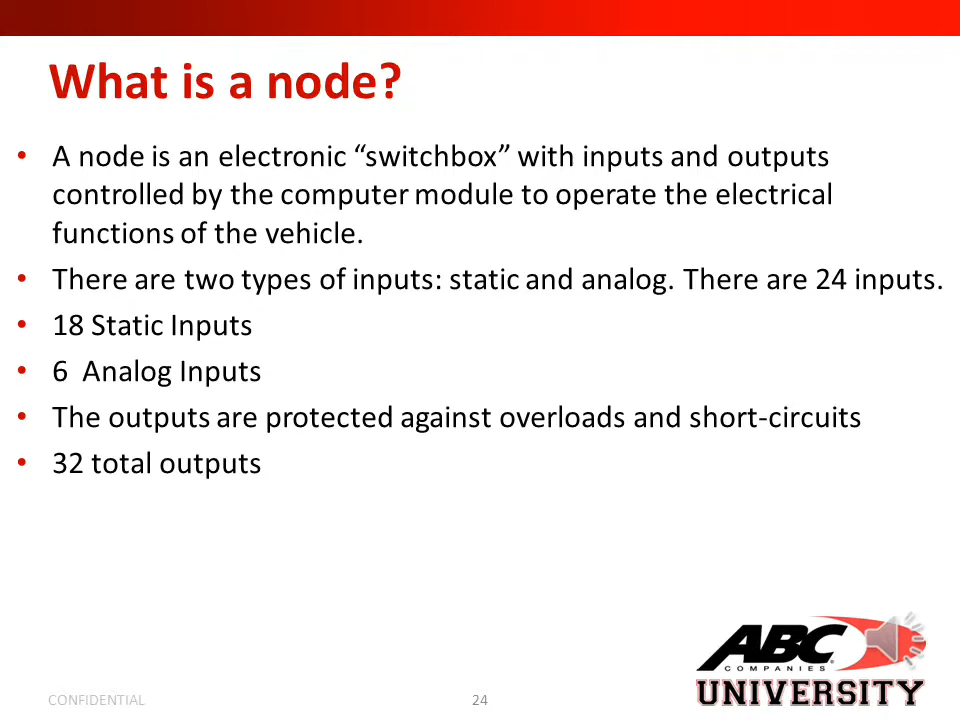 What is a node?
• A node is an electronic “switchbox” with inputs and outputs
controlled by the computer module to operate the electrical
functions of the vehicle.
• There are two types of inputs: static and analog. There are 24 inputs.
• 18 Static Inputs
• 6  Analog Inputs
• The outputs are protected against overloads and short-circuits
• 32 total outputs
ABC
COMPANIES
UNIVERSITY
CONFIDENTIAL
24